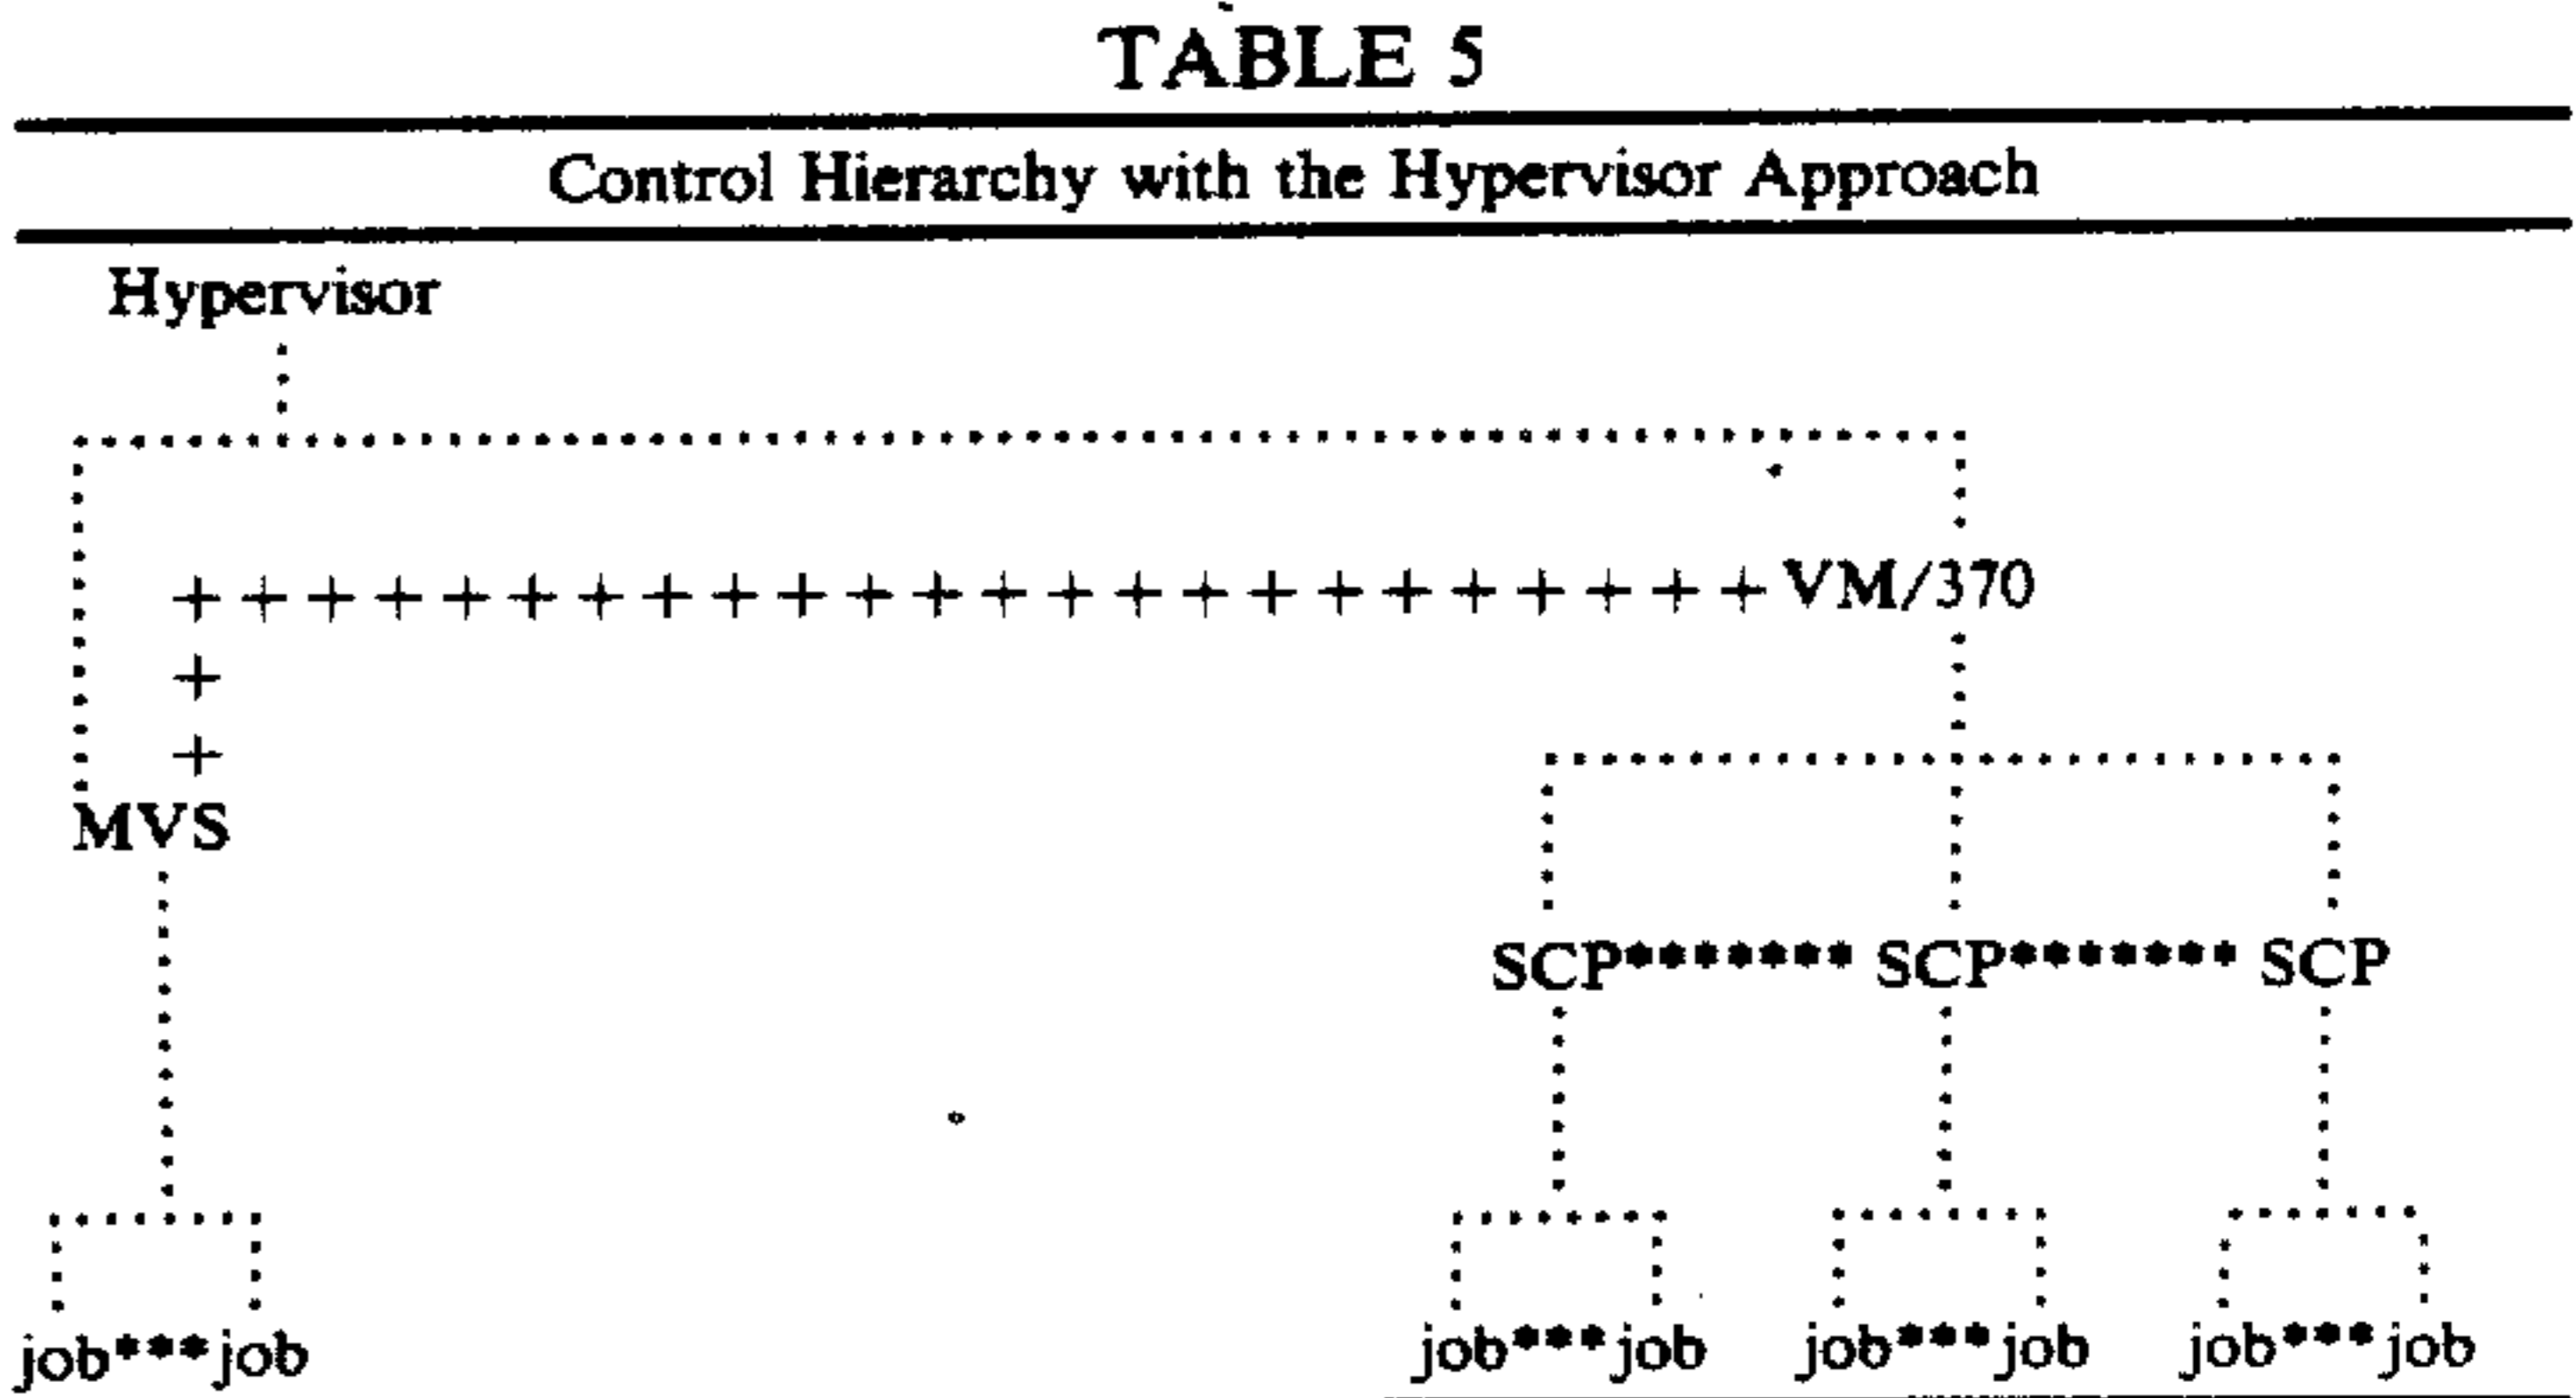 TABLE 5
Control Hierarchy with the Hypervisor Approach
Hypervisor
+ + + + + + + + + + + + + + + + + + + + + + + + VM/370
+
+
MVS
SCP******* SCP******* SCP
job***job job***job job***job job***job